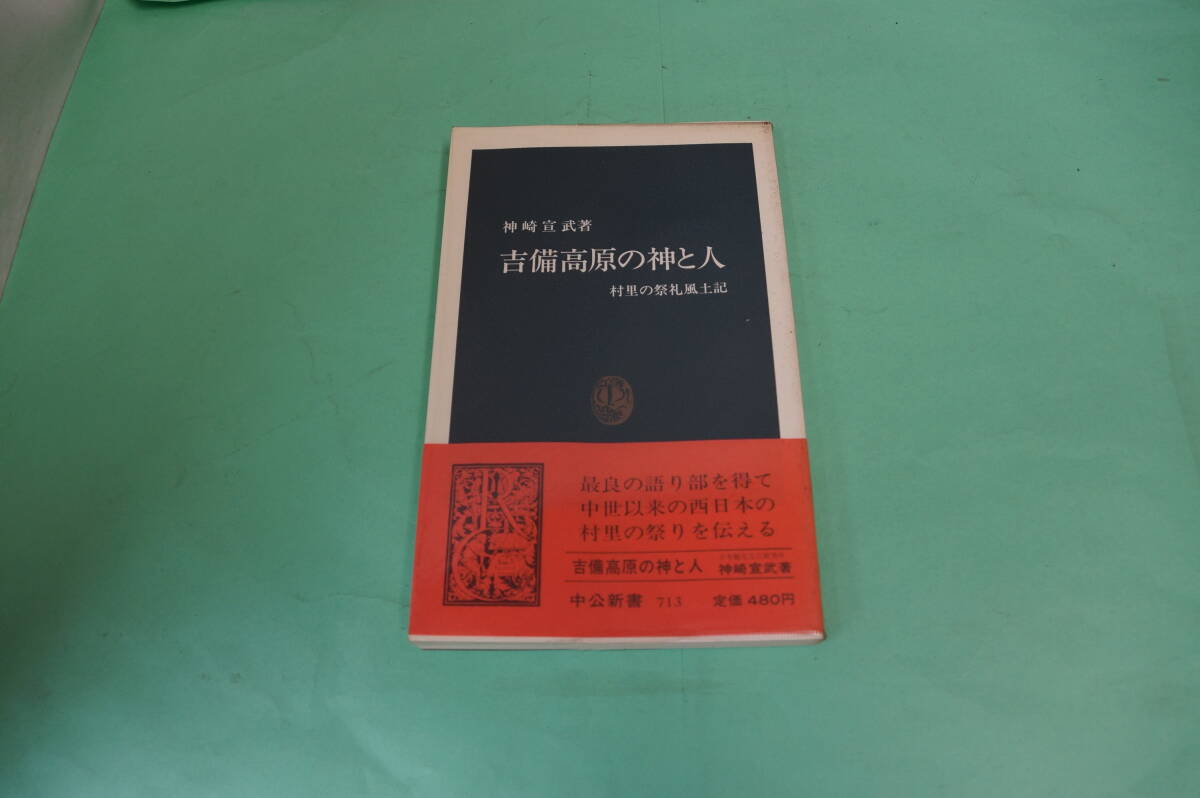 神崎宣武著
吉備高原の神と人
村里の祭礼風土記
最良の語り部を得て
中世以来の西日本の
村里の祭りを伝える
吉備高原の神と人
神崎宣武著
中公新書 713 定価 480円